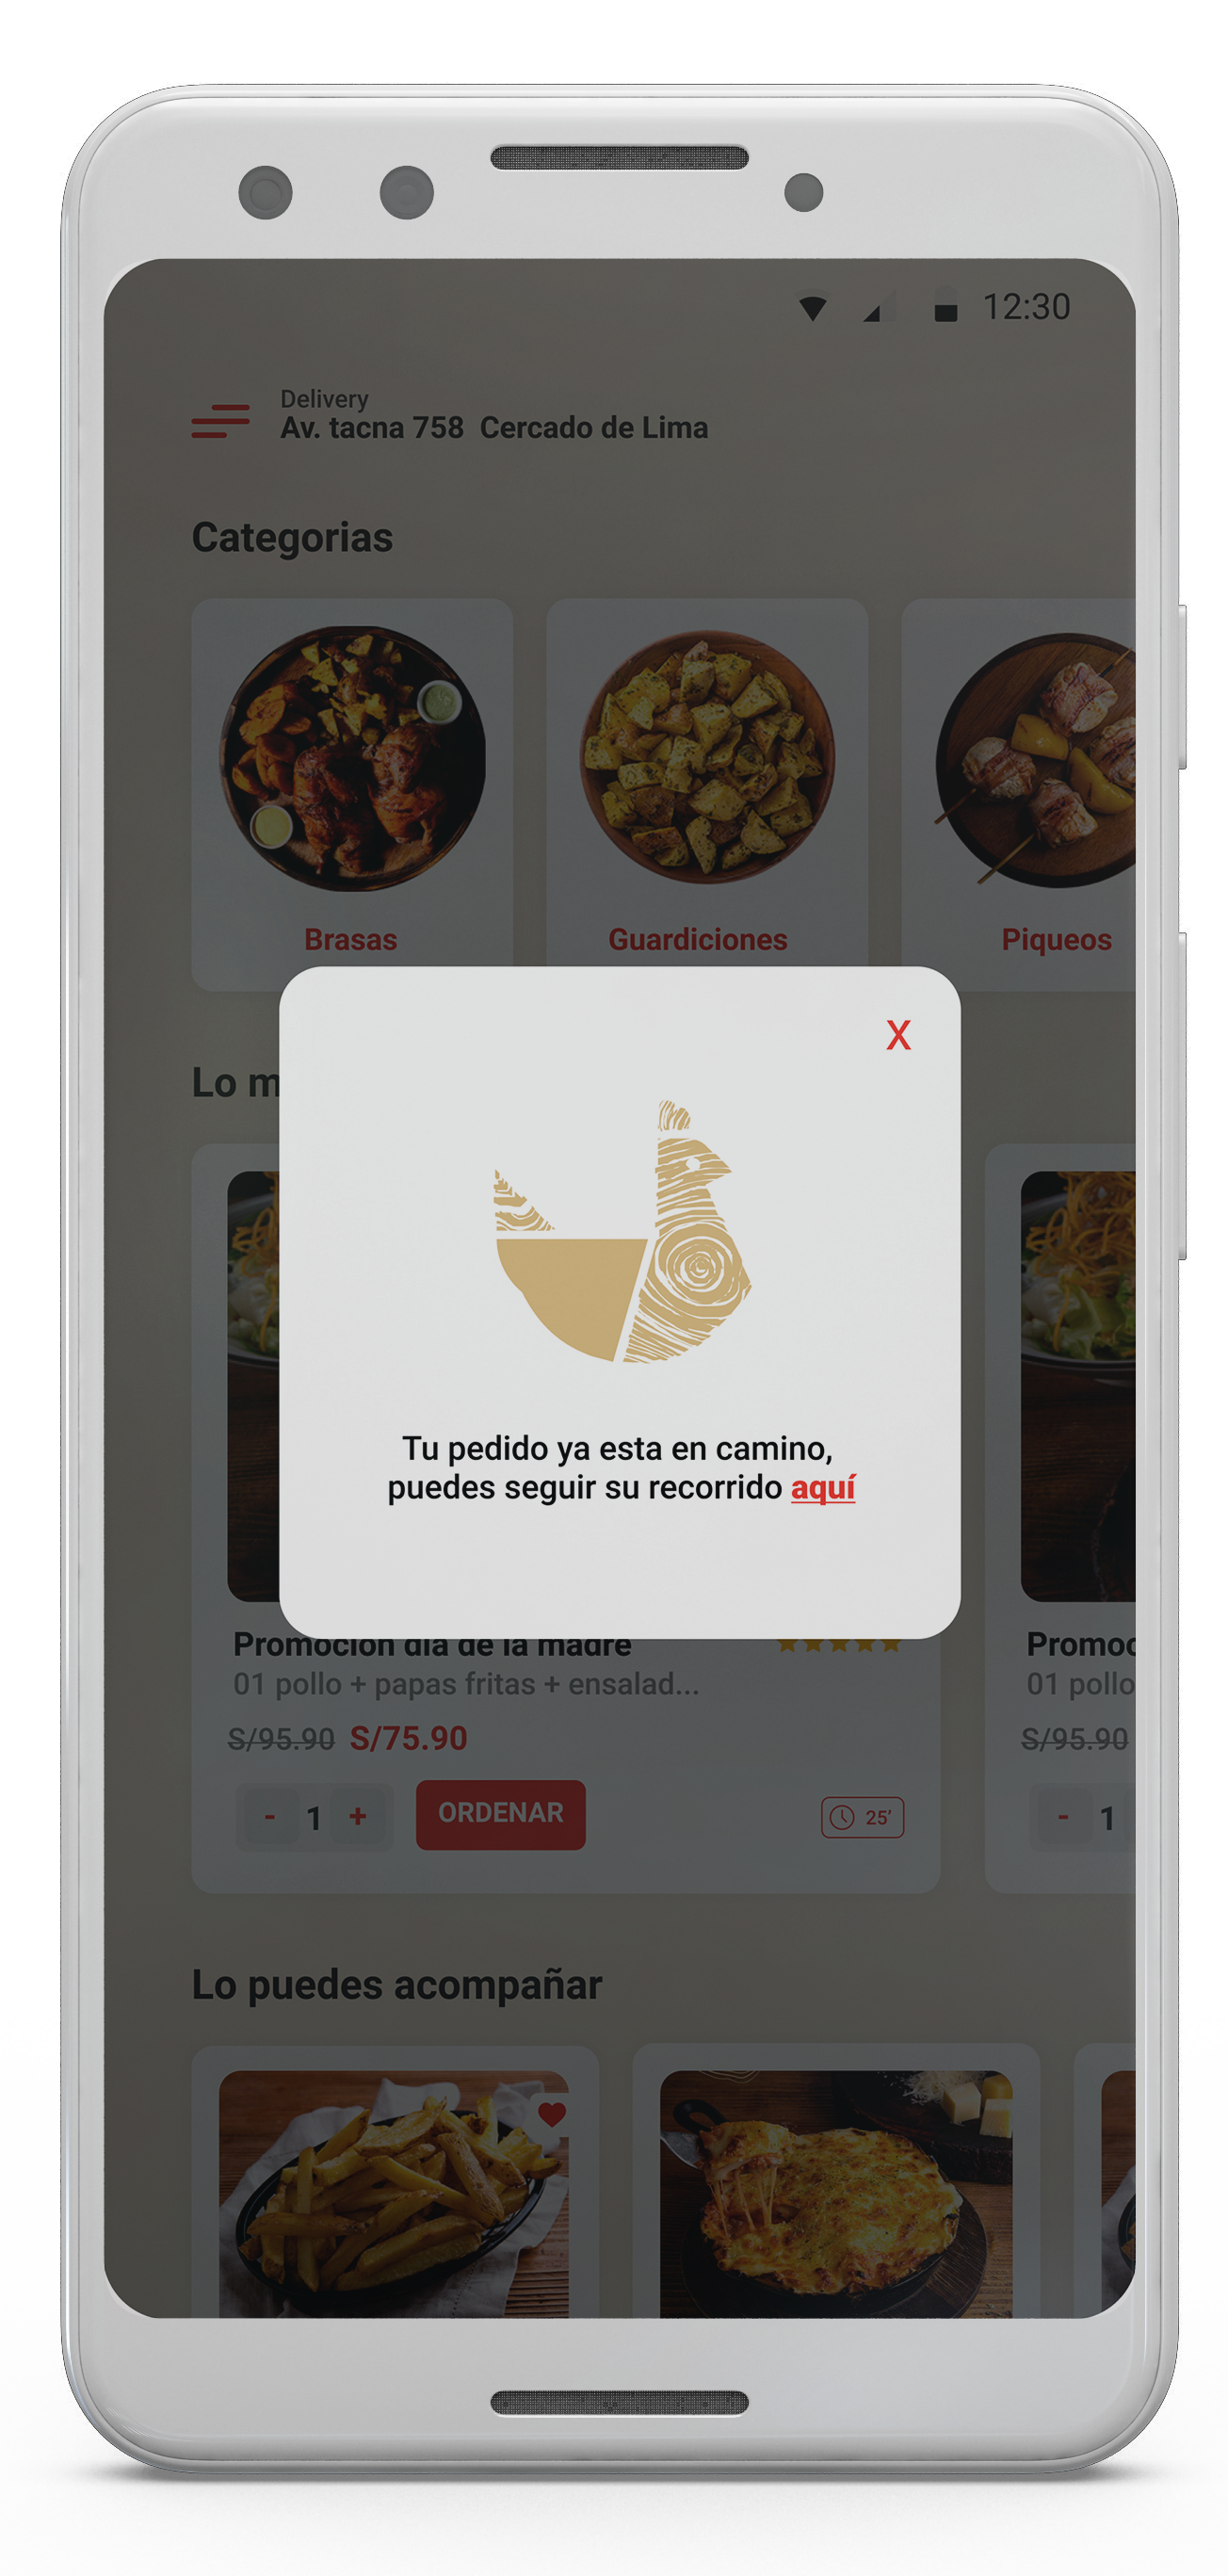 12:30
Delivery
Av. tacna 758 Cercado de Lima
Categorias
Brasas
Guardiciones
Piqueos
X
Lo m
Tu pedido ya esta en camino,
puedes seguir su recorrido aquí
Promoción día de la madre
01 pollo + papas fritas + ensalad...
S/95.90 S/75.90
- 1 +
ORDENAR
25'
Promoc
01 pollo
S/95.90
- 1
Lo puedes acompañar